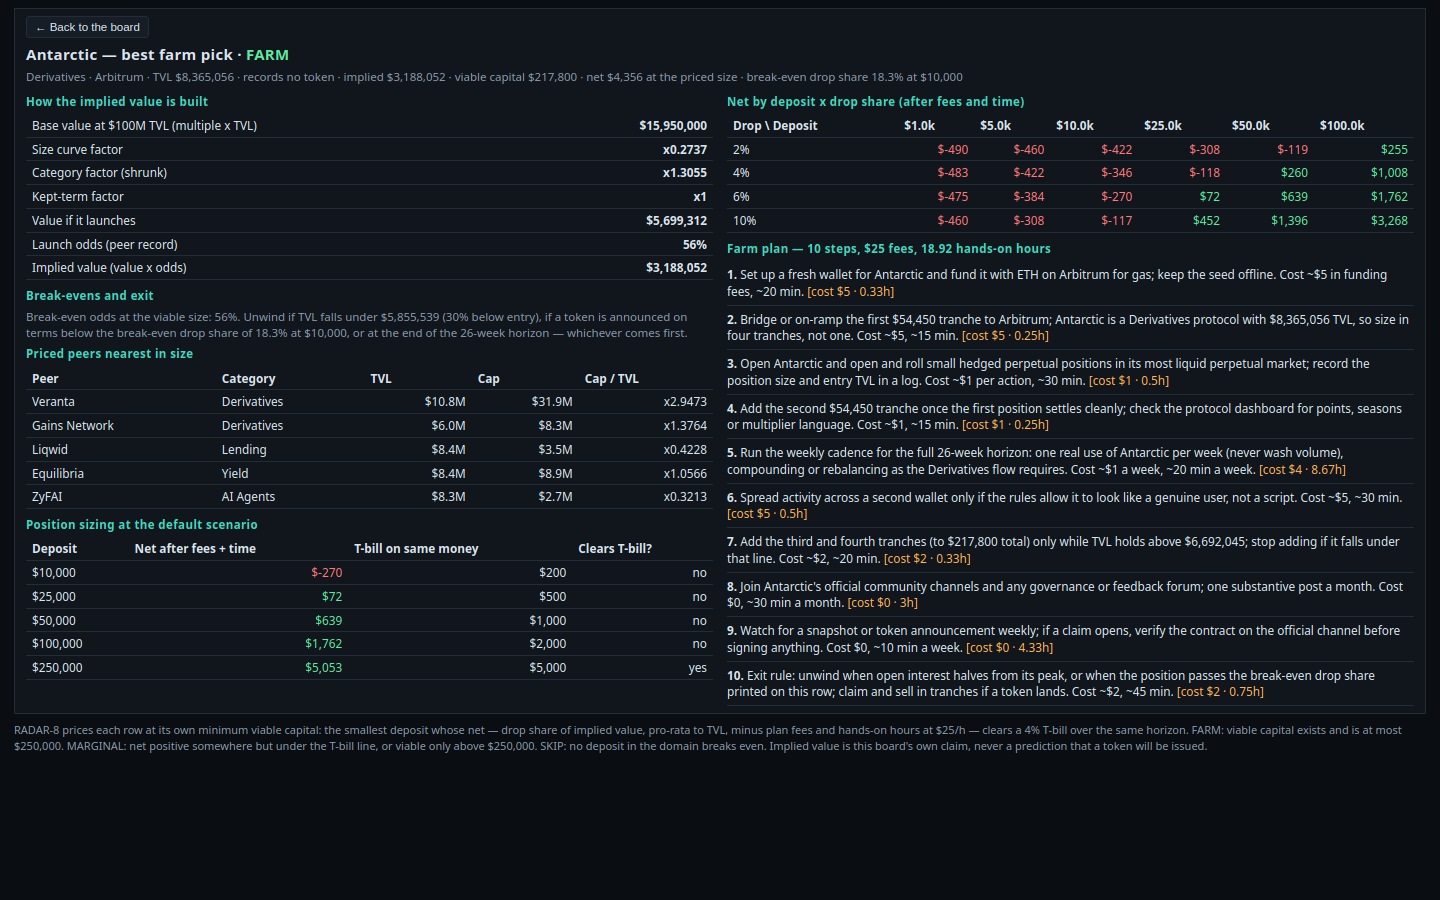 ← Back to the board
Antarctic — best farm pick · FARM
Derivatives · Arbitrum · TVL $8,365,056 · records no token · implied $3,188,052 · viable capital $217,800 · net $4,356 at the priced size · break-even drop share 18.3% at $10,000
How the implied value is built
Base value at $100M TVL (multiple x TVL) $15,950,000
Size curve factor x0.2737
Category factor (shrunk) x1.3055
Kept-term factor x1
Value if it launches $5,699,312
Launch odds (peer record) 56%
Implied value (value x odds) $3,188,052
Break-evens and exit
Break-even odds at the viable size: 56%. Unwind if TVL falls under $5,855,539 (30% below entry), if a token is announced on
terms below the break-even drop share of 18.3% at $10,000, or at the end of the 26-week horizon — whichever comes first.
Priced peers nearest in size
Peer Category TVL Cap Cap / TVL
Veranta Derivatives $10.8M $31.9M x2.9473
Gains Network Derivatives $6.0M $8.3M x1.3764
Liqwid Lending $8.4M $3.5M x0.4228
Equilibria Yield $8.4M $8.9M x1.0566
ZyFAI AI Agents $8.3M $2.7M x0.3213
Position sizing at the default scenario
Deposit Net after fees + time T-bill on same money Clears T-bill?
$10,000 $-270 $200 no
$25,000 $72 $500 no
$50,000 $639 $1,000 no
$100,000 $1,762 $2,000 no
$250,000 $5,053 $5,000 yes
Net by deposit x drop share (after fees and time)
Drop \ Deposit $1.0k $5.0k $10.0k $25.0k $50.0k $100.0k
2% $-490 $-460 $-422 $-308 $-119 $255
4% $-483 $-422 $-346 $-118 $260 $1,008
6% $-475 $-384 $-270 $72 $639 $1,762
10% $-460 $-308 $-117 $452 $1,396 $3,268
Farm plan — 10 steps, $25 fees, 18.92 hands-on hours
1. Set up a fresh wallet for Antarctic and fund it with ETH on Arbitrum for gas; keep the seed offline. Cost ~$5 in funding
fees, ~20 min. [cost $5 · 0.33h]
2. Bridge or on-ramp the first $54,450 tranche to Arbitrum; Antarctic is a Derivatives protocol with $8,365,056 TVL, so size in
four tranches, not one. Cost ~$5, ~15 min. [cost $5 · 0.25h]
3. Open Antarctic and open and roll small hedged perpetual positions in its most liquid perpetual market; record the
position size and entry TVL in a log. Cost ~$1 per action, ~30 min. [cost $1 · 0.5h]
4. Add the second $54,450 tranche once the first position settles cleanly; check the protocol dashboard for points, seasons
or multiplier language. Cost ~$1, ~15 min. [cost $1 · 0.25h]
5. Run the weekly cadence for the full 26-week horizon: one real use of Antarctic per week (never wash volume),
compounding or rebalancing as the Derivatives flow requires. Cost ~$1 a week, ~20 min a week. [cost $4 · 8.67h]
6. Spread activity across a second wallet only if the rules allow it to look like a genuine user, not a script. Cost ~$5, ~30 min.
[cost $5 · 0.5h]
7. Add the third and fourth tranches (to $217,800 total) only while TVL holds above $6,692,045; stop adding if it falls under
that line. Cost ~$2, ~20 min. [cost $2 · 0.33h]
8. Join Antarctic's official community channels and any governance or feedback forum; one substantive post a month. Cost
$0, ~30 min a month. [cost $0 · 3h]
9. Watch for a snapshot or token announcement weekly; if a claim opens, verify the contract on the official channel before
signing anything. Cost $0, ~10 min a week. [cost $0 · 4.33h]
10. Exit rule: unwind when open interest halves from its peak, or when the position passes the break-even drop share
printed on this row; claim and sell in tranches if a token lands. Cost ~$2, ~45 min. [cost $2 · 0.75h]
RADAR-8 prices each row at its own minimum viable capital: the smallest deposit whose net — drop share of implied value, pro-rata to TVL, minus plan fees and hands-on hours at $25/h — clears a 4% T-bill over the same horizon. FARM: viable capital exists and is at most
$250,000. MARGINAL: net positive somewhere but under the T-bill line, or viable only above $250,000. SKIP: no deposit in the domain breaks even. Implied value is this board's own claim, never a prediction that a token will be issued.